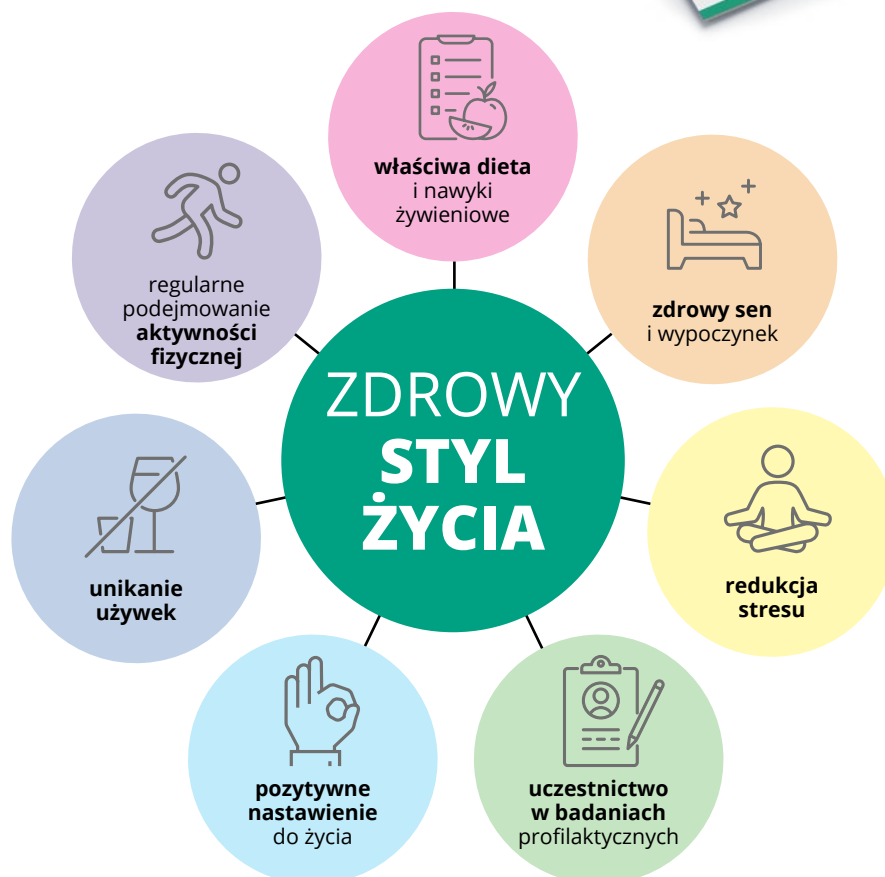 właściwa dieta
i nawyki
żywieniowe
regularne
podejmowanie
aktywności
fizycznej
zdrowy sen
i wypoczynek
ZDROWY
STYL
ŻYCIA
unikanie
używek
redukcja
stresu
pozytywne
nastawienie
do życia
uczestnictwo
w badaniach
profilaktycznych